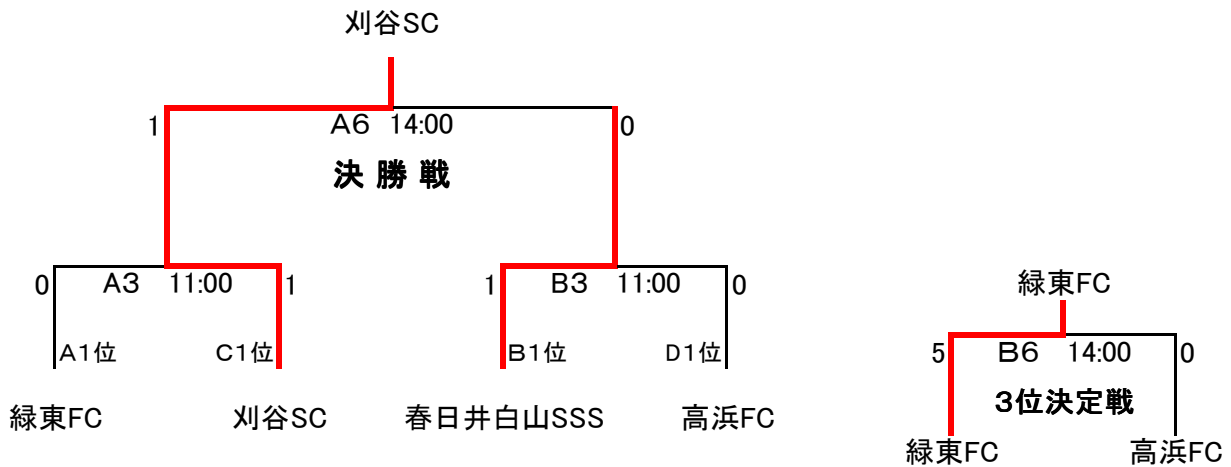 刈谷SC
1 A6 14:00 0
決勝戦
0 A3 11:00 1 1 B3 11:00 0
A1位 C1位 B1位 D1位
緑東FC 刈谷SC 春日井白山SSS 高浜FC
緑東FC
5 B6 14:00 0
3位決定戦
緑東FC 高浜FC